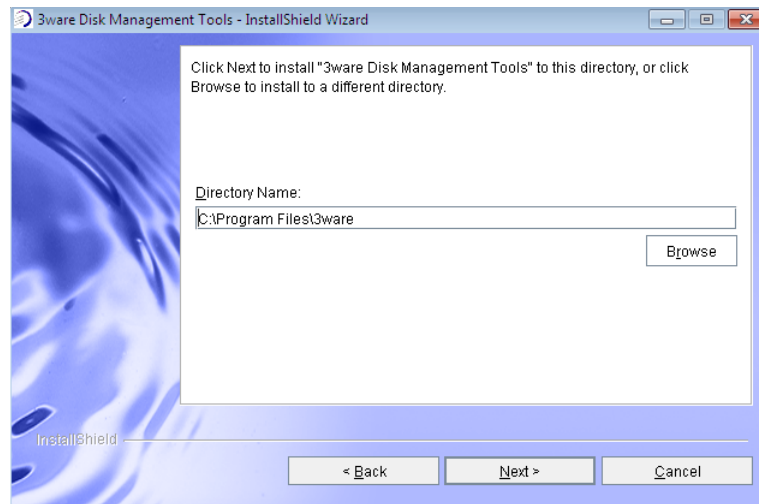 3ware Disk Management Tools - InstallShield Wizard
Click Next to install "3ware Disk Management Tools" to this directory, or click
Browse to install to a different directory.
Directory Name:
C:\Program Files\3ware
Browse
InstallShield
< Back Next > Cancel